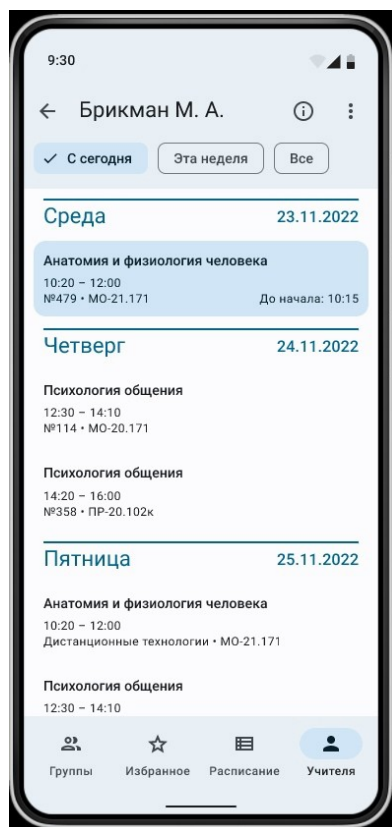 9:30
Брикман М. А.
С сегодня Эта неделя Все
Среда 23.11.2022
Анатомия и физиология человека
10:20 – 12:00
№479 • МО-21.171 До начала: 10:15
Четверг 24.11.2022
Психология общения
12:30 – 14:10
№114 • МО-20.171
Психология общения
14:20 – 16:00
№358 • ПР-20.102к
Пятница 25.11.2022
Анатомия и физиология человека
10:20 – 12:00
Дистанционные технологии • МО-21.171
Психология общения
12:30 – 14:10
Группы Избранное Расписание Учителя